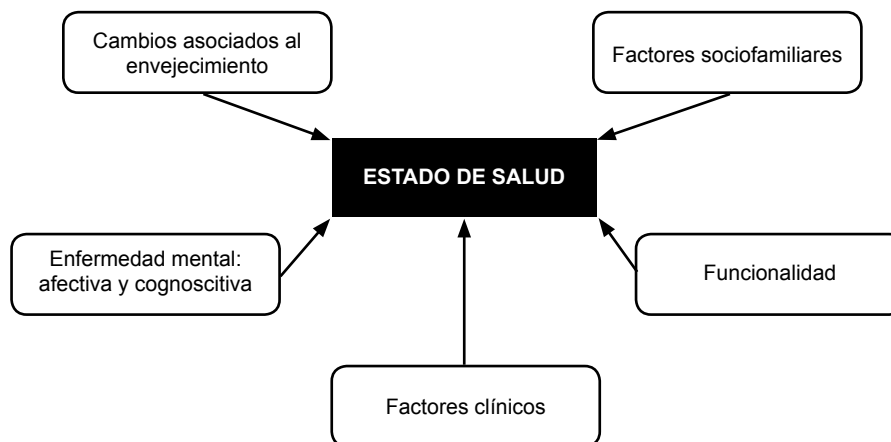 Cambios asociados al
envejecimiento
Factores sociofamiliares
ESTADO DE SALUD
Enfermedad mental:
afectiva y cognoscitiva
Funcionalidad
Factores clínicos